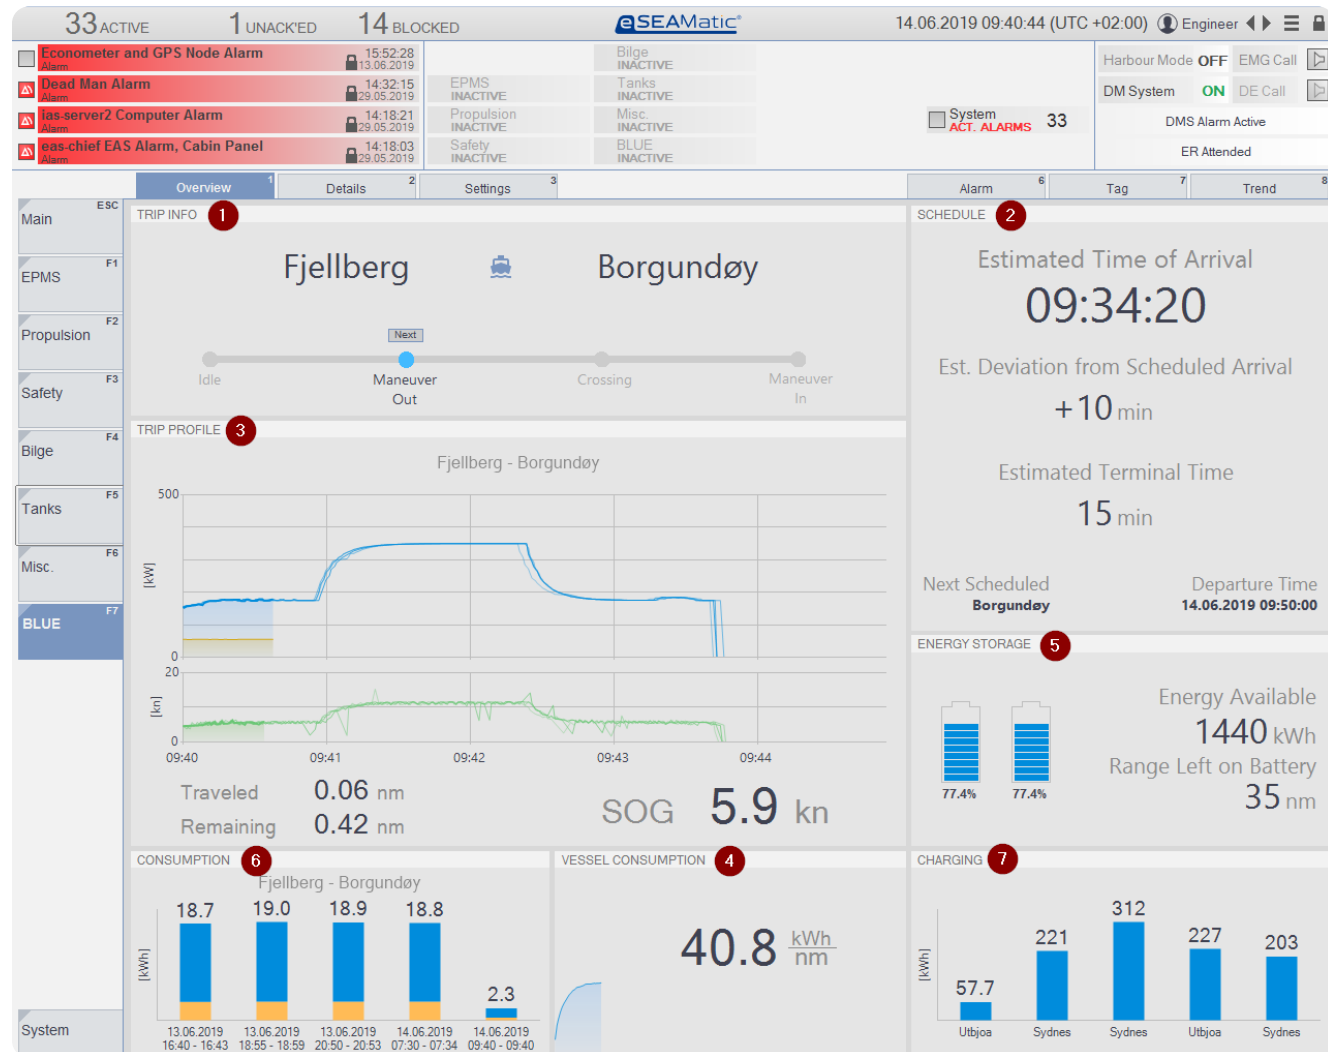 33 ACTIVE 1 UNACK'ED 14 BLOCKED eSEAMatic 14.06.2019 09:40:44 (UTC +02:00) Engineer
Econometer and GPS Node Alarm 15:52:28
Alarm 13.06.2019
Dead Man Alarm 14:32:15
Alarm 29.05.2019
ias-server2 Computer Alarm 14:18:21
Alarm 29.05.2019
eas-chief EAS Alarm, Cabin Panel 14:18:03
Alarm 29.05.2019
EPMS
INACTIVE
Propulsion
INACTIVE
Safety
INACTIVE
Bilge
INACTIVE
Tanks
INACTIVE
Misc.
INACTIVE
BLUE
INACTIVE
System
ACT. ALARMS 33
Harbour Mode OFF EMG Call
DM System ON DE Call
DMS Alarm Active
ER Attended
Overview 1 Details 2 Settings 3 Alarm 6 Tag 7 Trend 8
Main ESC
EPMS F1
Propulsion F2
Safety F3
Bilge F4
Tanks F5
Misc. F6
BLUE F7
System
TRIP INFO 1
Fjellberg Borgundøy
Next
Idle Maneuver Out Crossing Maneuver In
SCHEDULE 2
Estimated Time of Arrival
09:34:20
Est. Deviation from Scheduled Arrival
+10 min
Estimated Terminal Time
15 min
Next Scheduled Departure Time
Borgundøy 14.06.2019 09:50:00
TRIP PROFILE 3
Fjellberg - Borgundøy
500
[kW]
0
20
[kn]
0
09:40 09:41 09:42 09:43 09:44
Traveled 0.06 nm
Remaining 0.42 nm
SOG 5.9 kn
ENERGY STORAGE 5
Energy Available
1440 kWh
Range Left on Battery
35 nm
77.4% 77.4%
CONSUMPTION 6
Fjellberg - Borgundøy
18.7 19.0 18.9 18.8 2.3
[kWh]
13.06.2019 13.06.2019 13.06.2019 14.06.2019 14.06.2019
16:40 - 16:43 18:55 - 18:59 20:50 - 20:53 07:30 - 07:34 09:40 - 09:40
VESSEL CONSUMPTION 4
40.8 kWh
nm
CHARGING 7
57.7 221 312 227 203
[kWh]
Utbjoa Sydnes Sydnes Utbjoa Sydnes